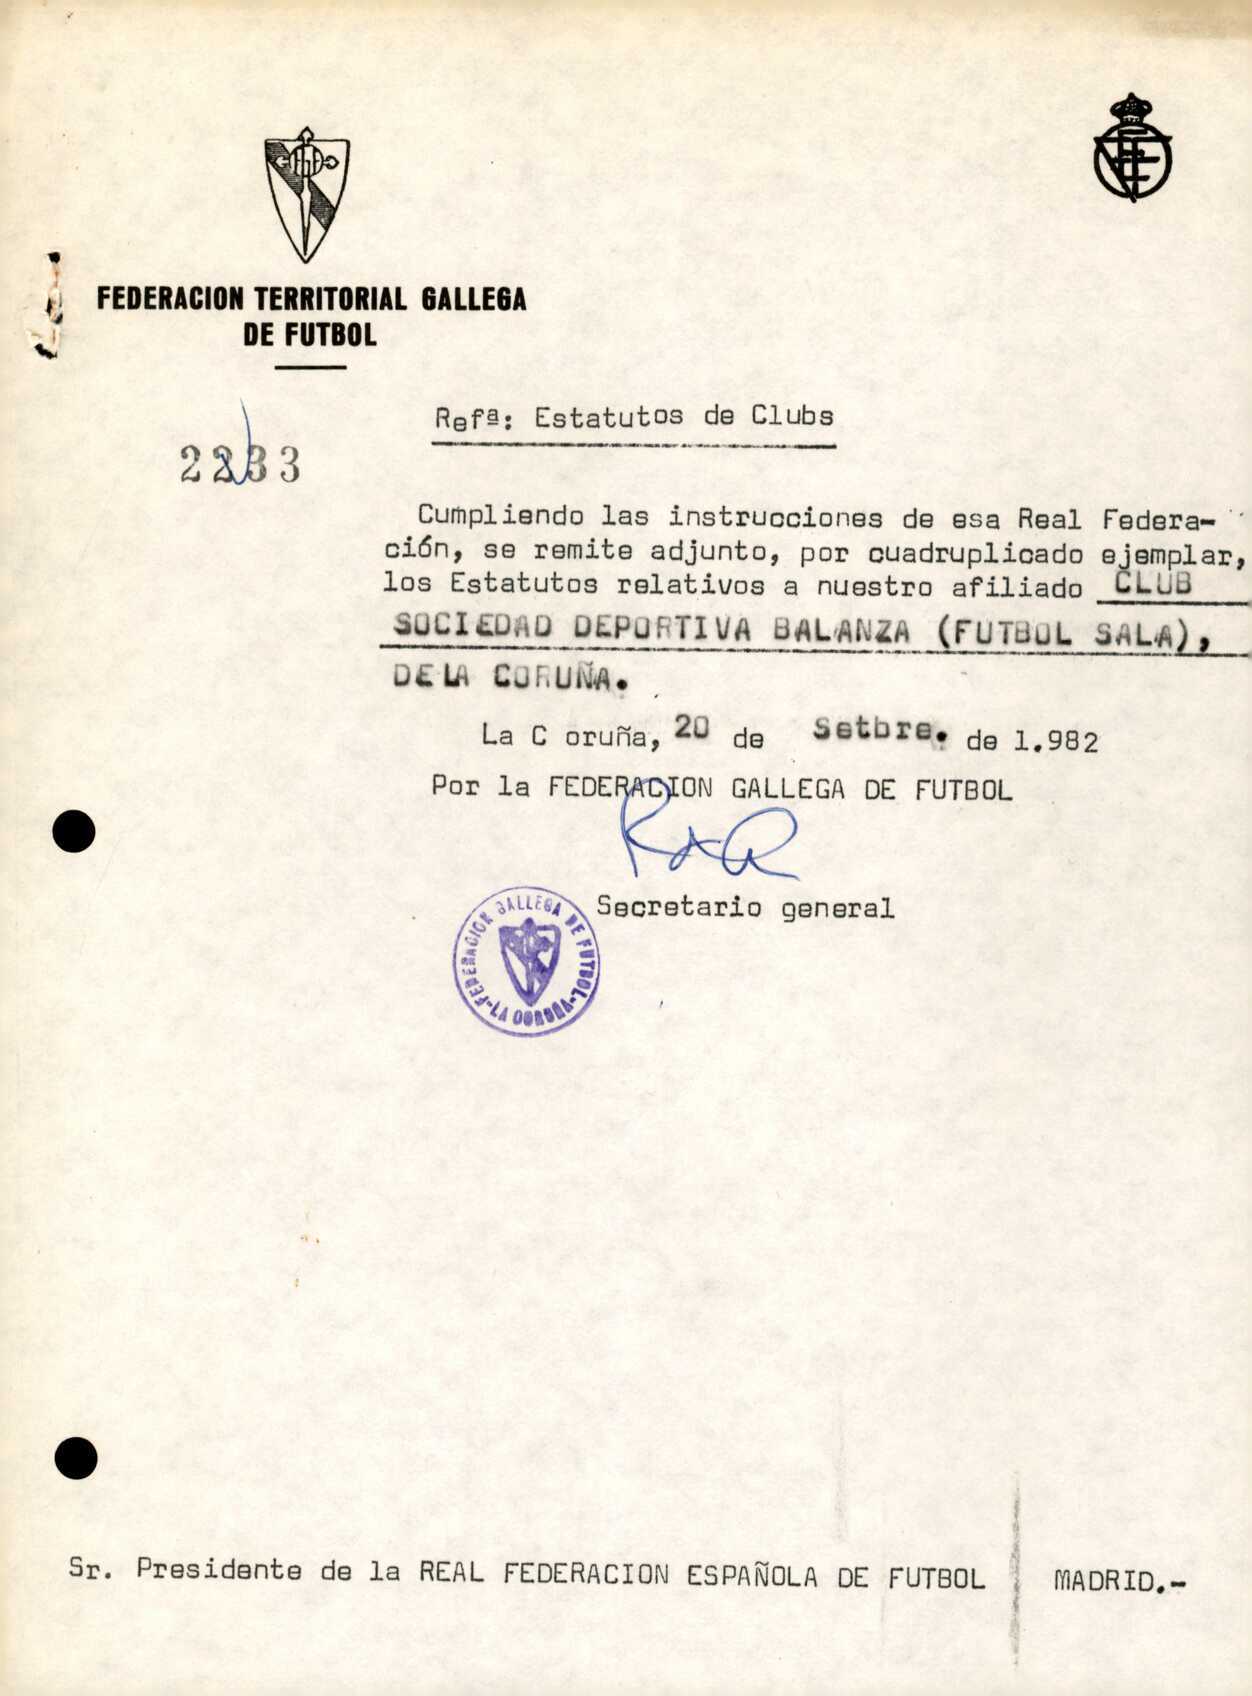 FEDERACION TERRITORIAL GALLEGA
DE FUTBOL
Refª: Estatutos de Clubs
2233
Cumpliendo las instrucciones de esa Real Federa-
ción, se remite adjunto, por cuadruplicado ejemplar,
los Estatutos relativos a nuestro afiliado CLUB
SOCIEDAD DEPORTIVA BALANZA (FUTBOL SALA),
DE LA CORUÑA.
La C oruña, 20 de Setbre. de 1.982
Por la FEDERACION GALLEGA DE FUTBOL
Secretario general
FEDERACION GALLEGA DE FUTBOL-LA CORUÑA-
Sr. Presidente de la REAL FEDERACION ESPAÑOLA DE FUTBOL MADRID.-